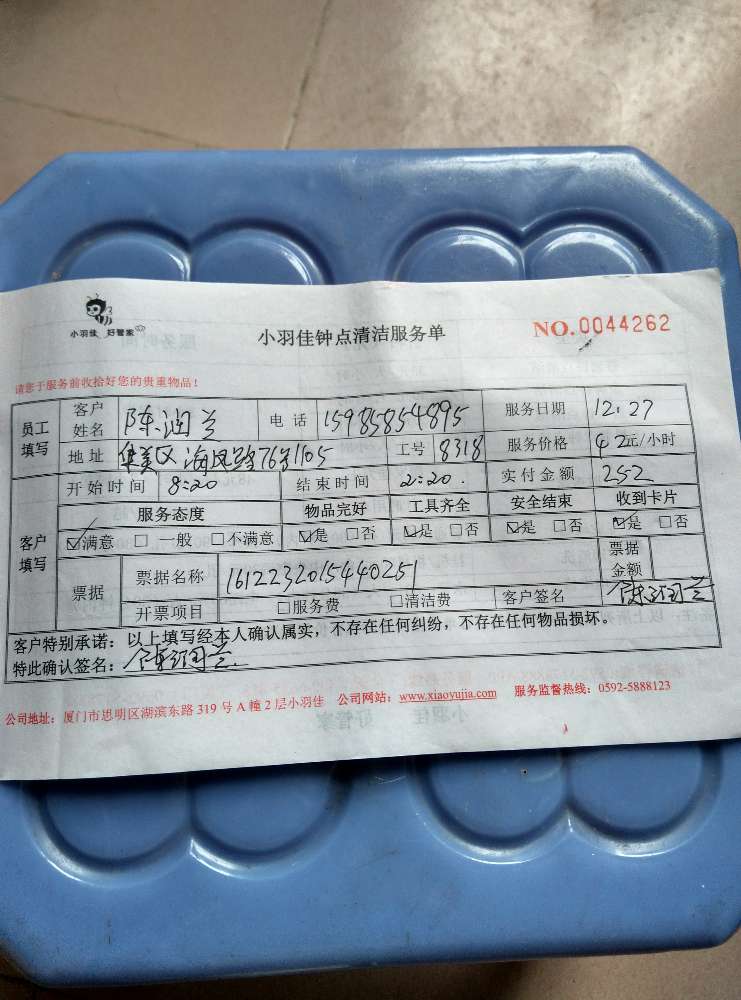 小羽佳 好管家
小羽佳钟点清洁服务单
NO.0044262
请您于服务前收拾好您的贵重物品!
员工填写 客户姓名 陈润兰 电话 15985854895 服务日期 12.27
地址 华美区海凤路76号1105 工号 8318 服务价格 42元/小时
客户填写 开始时间 8:20 结束时间 2:20. 实付金额 252
服务态度 物品完好 工具齐全 安全结束 收到卡片
☑满意 □一般 □不满意 ☑是 □否 ☑是 □否 ☑是 □否 ☑是 □否
票据 票据名称 1612232015440251 票据金额
开票项目 □服务费 □清洁费 客户签名 陈润兰
客户特别承诺:以上填写经本人确认属实,不存在任何纠纷,不存在任何物品损坏。
特此确认签名:陈润兰.
公司地址:厦门市思明区湖滨东路319号A幢2层小羽佳 公司网站:www.xiaoyujia.com 服务监督热线:0592-5888123